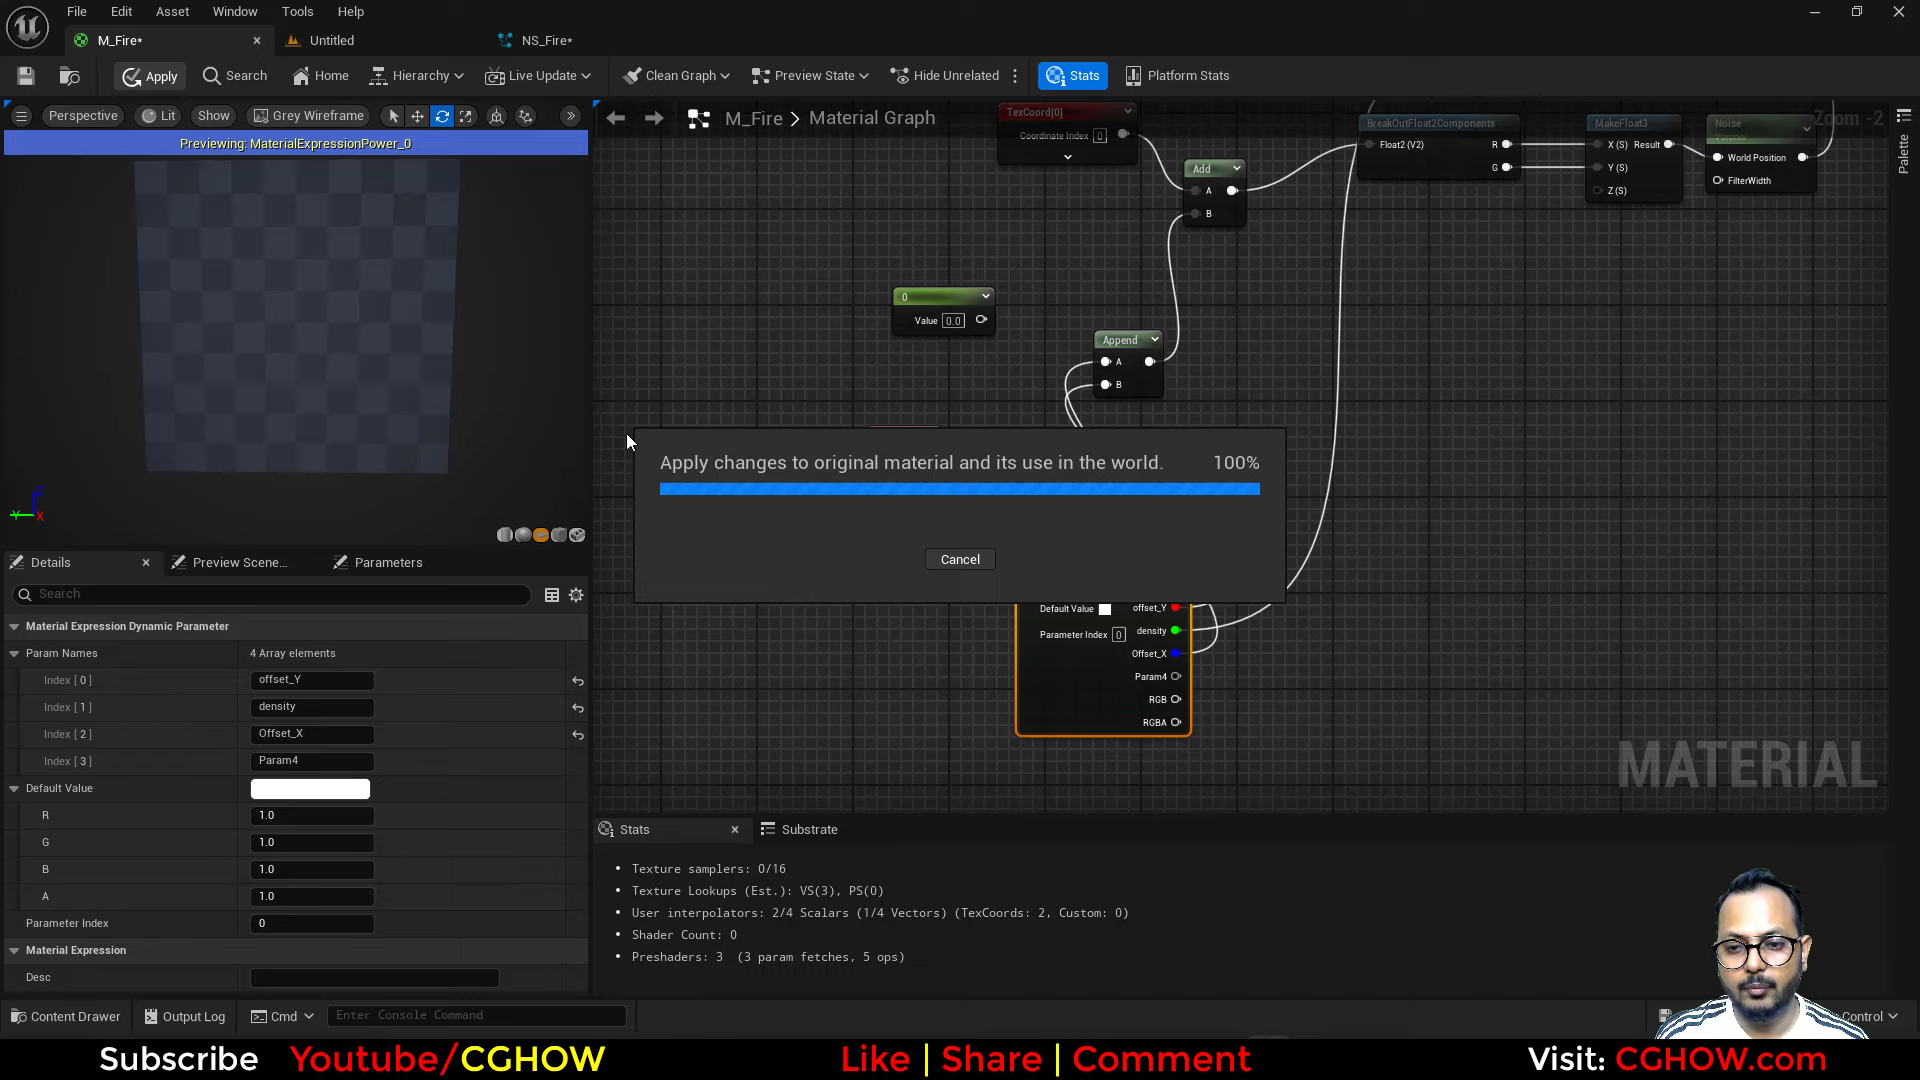 File Edit Asset Window Tools Help
M_Fire* Untitled NS_Fire*
Apply Search Home Hierarchy Live Update Clean Graph Preview State Hide Unrelated Stats Platform Stats
Perspective Lit Show Grey Wireframe
Previewing: MaterialExpressionPower_0
M_Fire > Material Graph
Zoom -2
Palette
TexCoord[0]
Coordinate Index 0
Add
A
B
BreakOutFloat2Components
Float2 (V2) R
G
MakeFloat3
X (S) Result
Y (S)
Z (S)
Noise
Voronoi
World Position
FilterWidth
0
Value 0.0
Append
A
B
Apply changes to original material and its use in the world. 100%
Cancel
Default Value offset_Y
Parameter Index 0 density
Offset_X
Param4
RGB
RGBA
MATERIAL
Details Preview Scene... Parameters
Search
Material Expression Dynamic Parameter
Param Names 4 Array elements
Index [ 0 ] offset_Y
Index [ 1 ] density
Index [ 2 ] Offset_X
Index [ 3 ] Param4
Default Value
R 1.0
G 1.0
B 1.0
A 1.0
Parameter Index 0
Material Expression
Desc
Stats Substrate
• Texture samplers: 0/16
• Texture Lookups (Est.): VS(3), PS(0)
• User interpolators: 2/4 Scalars (1/4 Vectors) (TexCoords: 2, Custom: 0)
• Shader Count: 0
• Preshaders: 3 (3 param fetches, 5 ops)
Content Drawer Output Log Cmd Enter Console Command Control
Subscribe Youtube/CGHOW Like | Share | Comment Visit: CGHOW.com